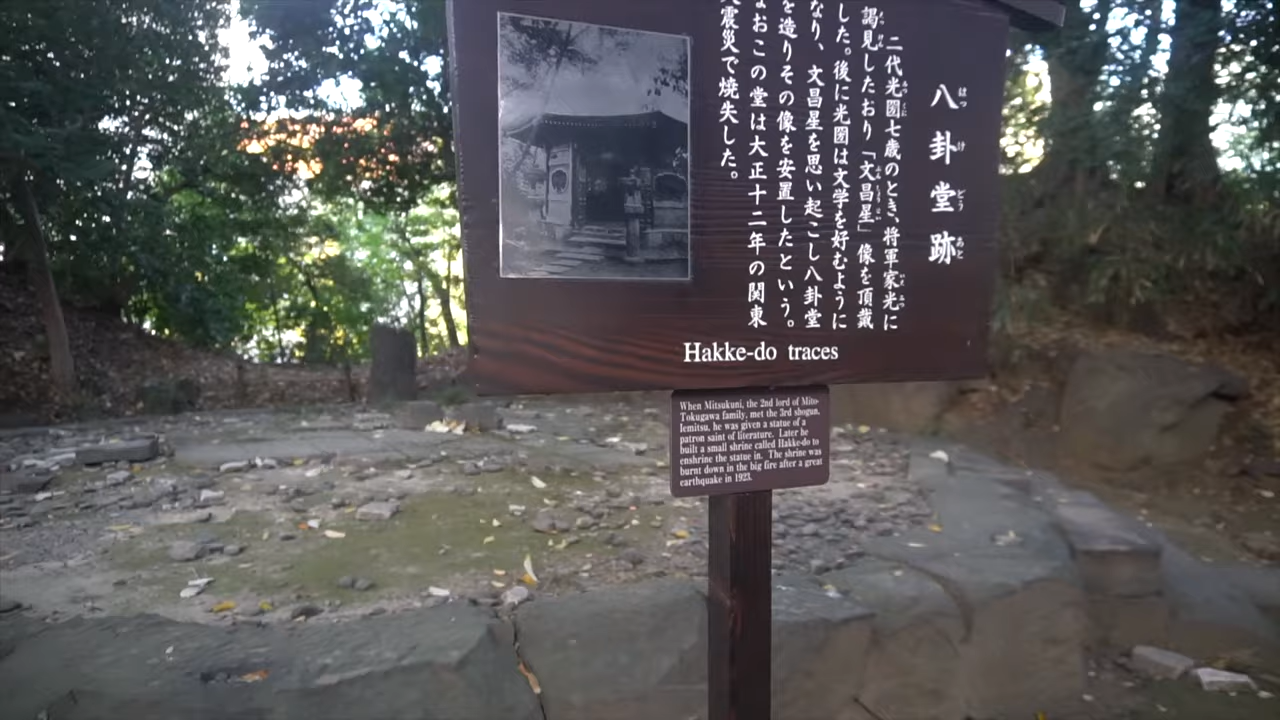 八卦堂跡
二代光圀七歳のとき、将軍家光に
謁見したおり「文昌星」像を頂戴
した。後に光圀は文学を好むように
なり、文昌星を思い起こし八卦堂
を造りその像を安置したという。
なおこの堂は大正十二年の関東
大震災で焼失した。
Hakke-do traces
When Mitsukuni, the 2nd lord of Mito-
Tokugawa family, met the 3rd shogun,
Iemitsu, he was given a statue of a
patron saint of literature. Later he
built a small shrine called Hakke-do to
enshrine the statue in. The shrine was
burnt down in the big fire after a great
earthquake in 1923.